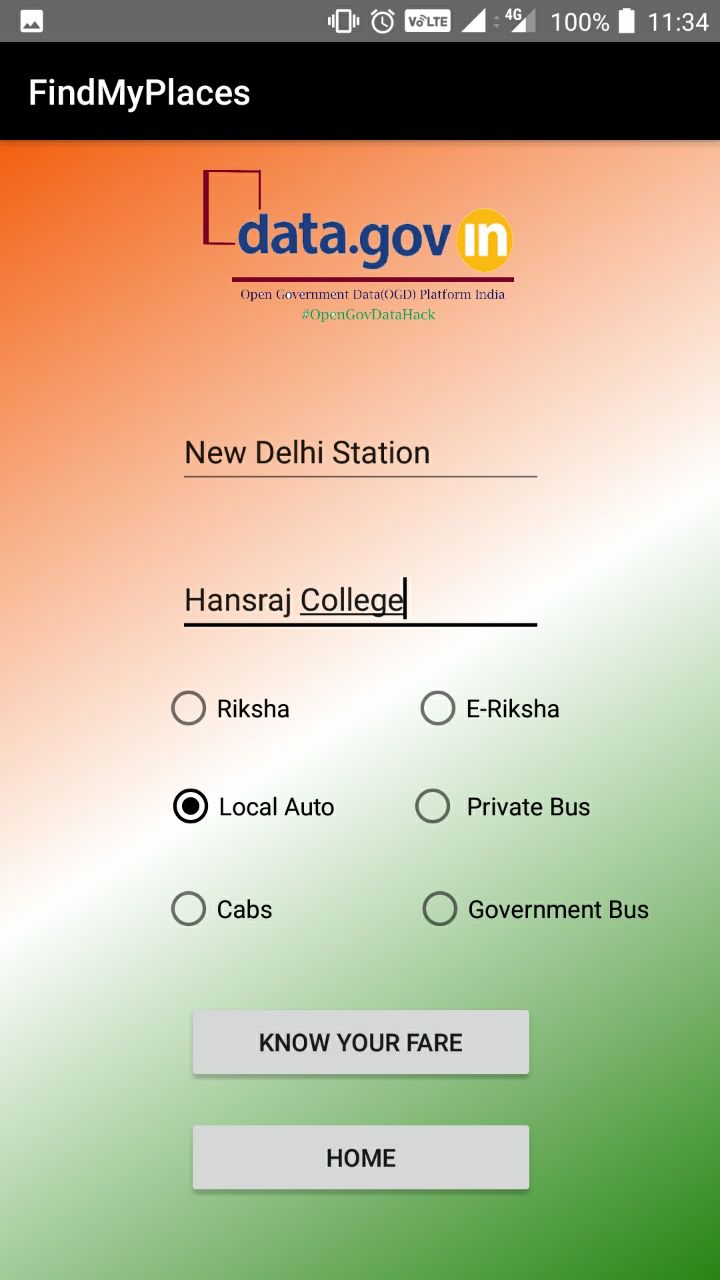 VoLTE 4G 100% 11:34
FindMyPlaces
data.gov in
Open Government Data(OGD) Platform India
#OpenGovDataHack
New Delhi Station
Hansraj College
Riksha E-Riksha
Local Auto Private Bus
Cabs Government Bus
KNOW YOUR FARE
HOME